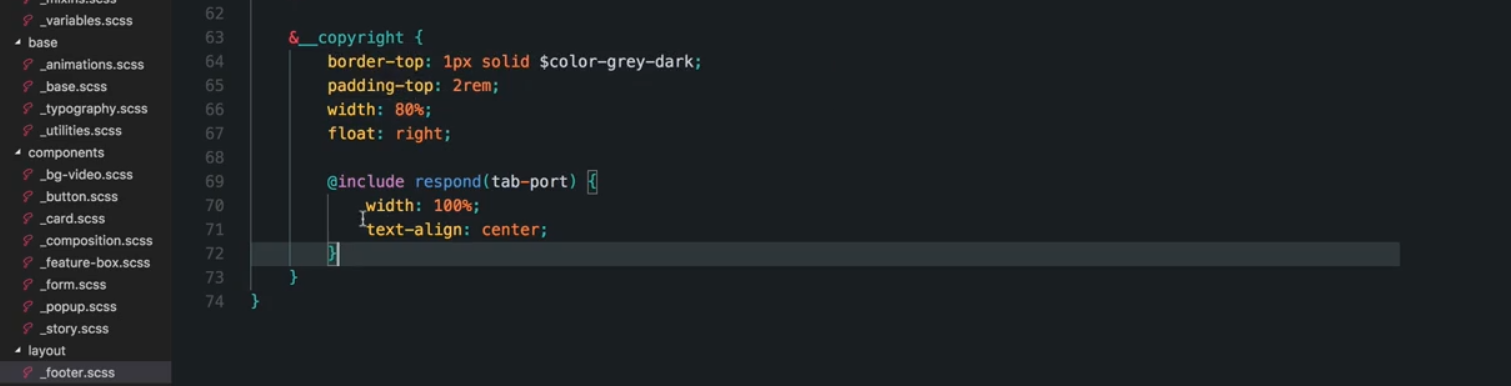 _mixins.scss
_variables.scss
base
_animations.scss
_base.scss
_typography.scss
_utilities.scss
components
_bg-video.scss
_button.scss
_card.scss
_composition.scss
_feature-box.scss
_form.scss
_popup.scss
_story.scss
layout
_footer.scss
62
63 &__copyright {
64 border-top: 1px solid $color-grey-dark;
65 padding-top: 2rem;
66 width: 80%;
67 float: right;
68
69 @include respond(tab-port) {
70 width: 100%;
71 text-align: center;
72 }
73 }
74 }